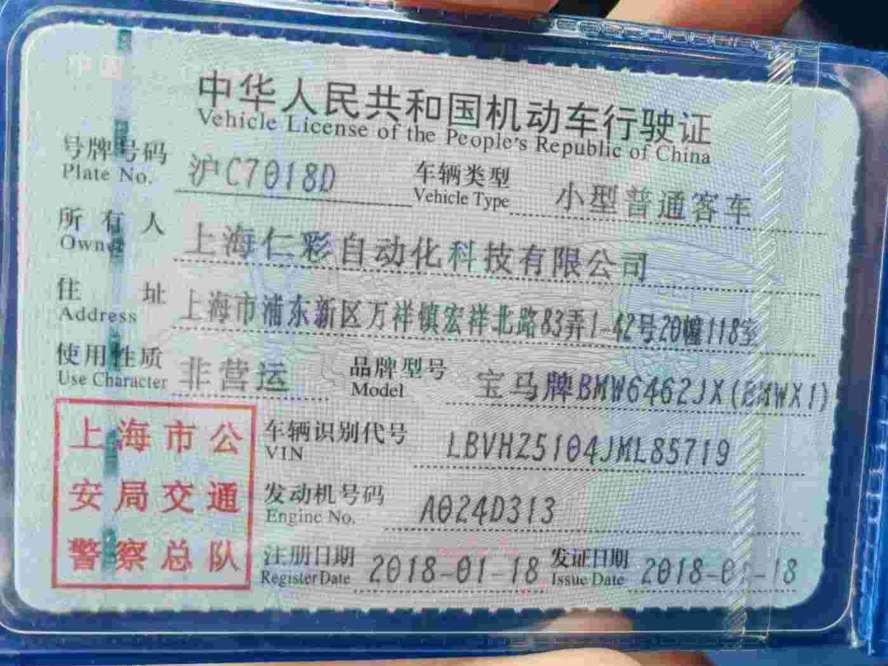 中华人民共和国机动车行驶证
Vehicle License of the People's Republic of China
号牌号码 沪C7018D 车辆类型 小型普通客车
Plate No. Vehicle Type
所有人 上海仁彩自动化科技有限公司
Owner
住址 上海市浦东新区万祥镇宏祥北路83弄1-42号20幢118室
Address
使用性质 非营运 品牌型号 宝马牌BMW6462JX(BMWX1)
Use Character Model
上海市公安局交通警察总队
车辆识别代号 LBVHZ5104JML85719
VIN
发动机号码 A024D313
Engine No.
注册日期 2018-01-18 发证日期 2018-01-18
Register Date Issue Date